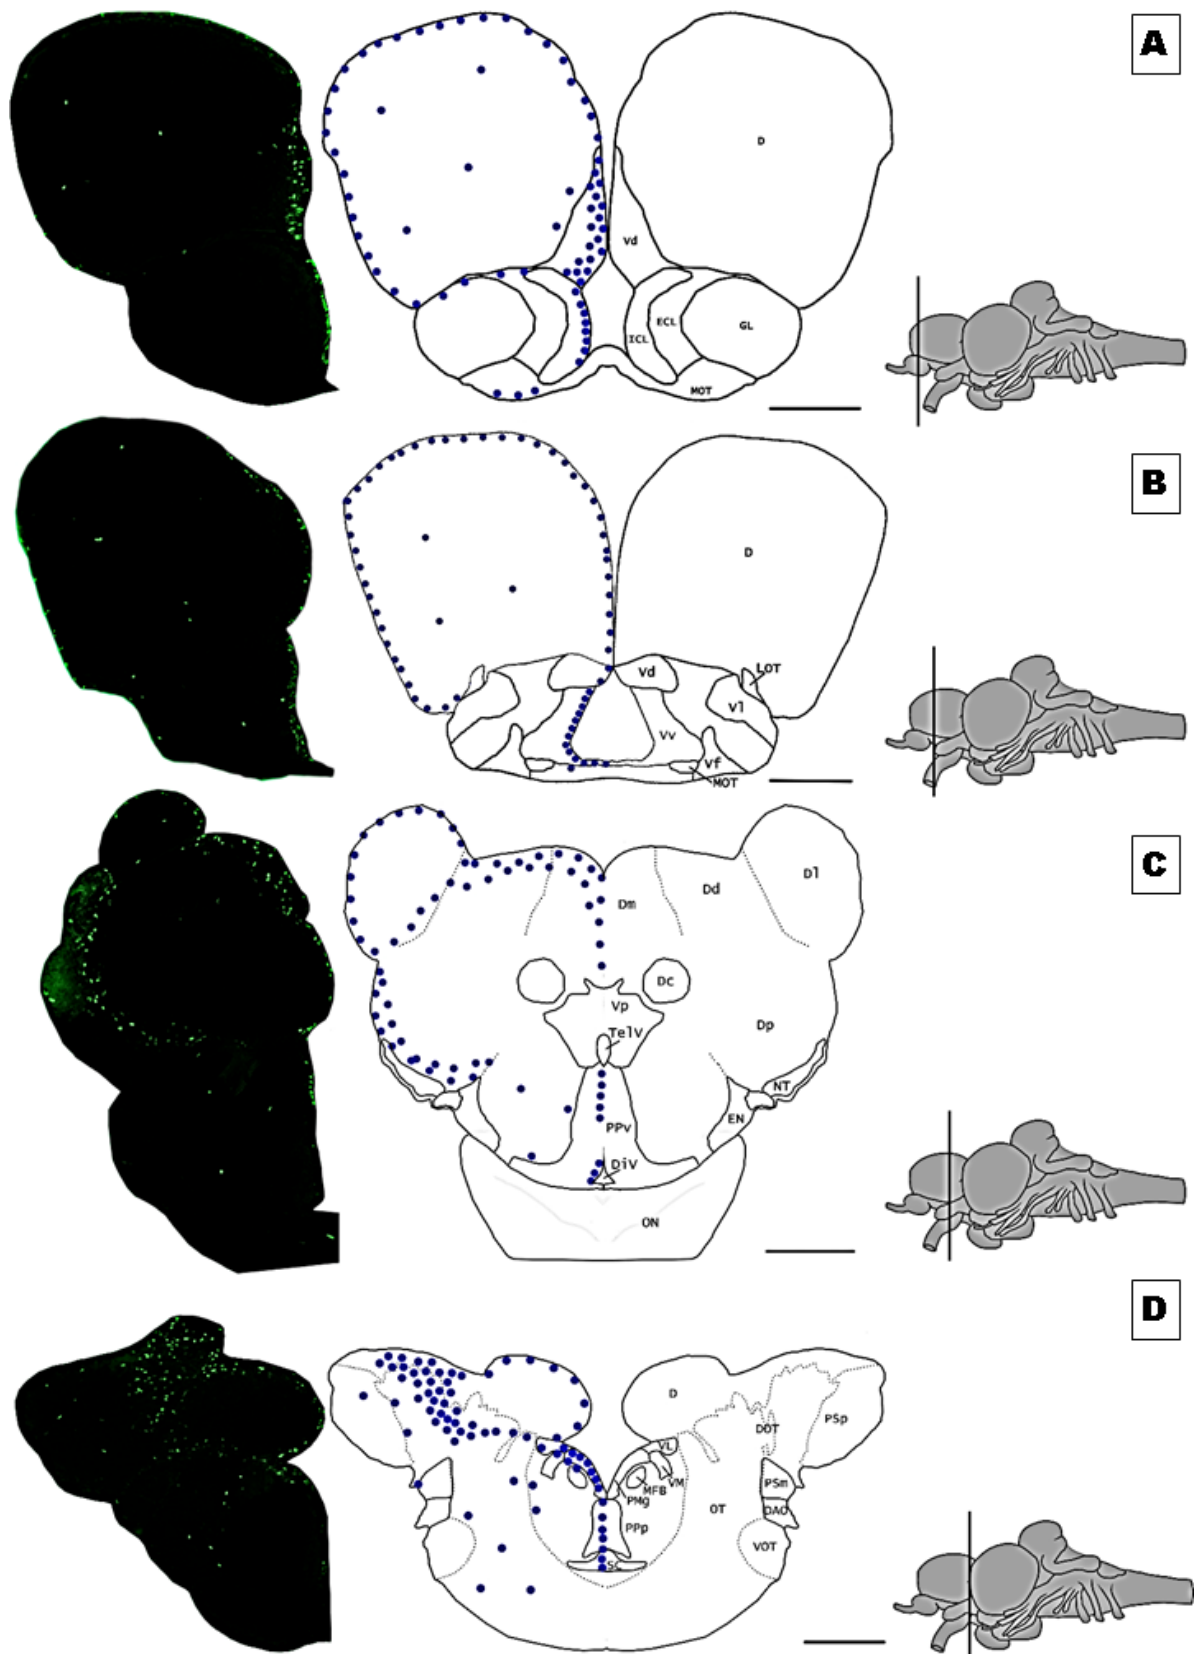 A
D
Vd
ECL
GL
ICL
MOT
B
D
Vd
LOT
Vl
Vv
Vf
MOT
C
Dl
Dd
Dm
Dc
Vp
Dp
TelV
NT
EN
PPv
DiV
ON
D
D
PSp
DOT
VL
VM
PSm
MFB
PMg
OT
DAO
PPp
VOT
SC